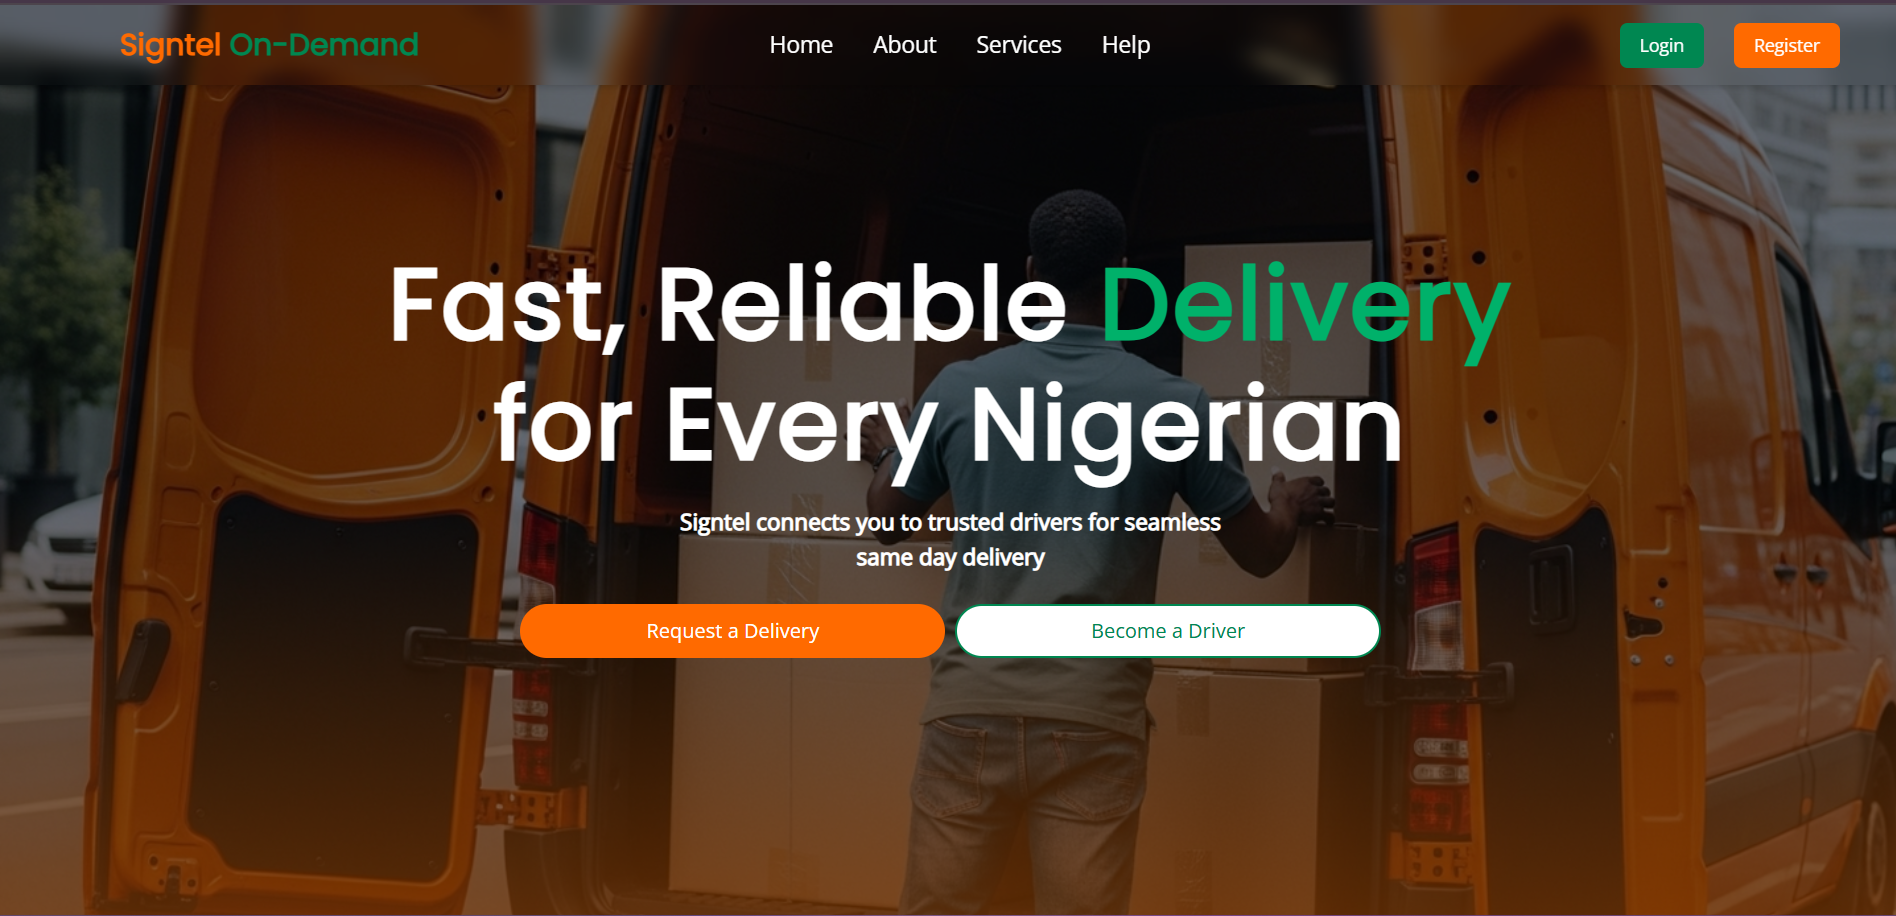 Signtel On-Demand
Home About Services Help
Login Register
Fast, Reliable Delivery
for Every Nigerian
Signtel connects you to trusted drivers for seamless
same day delivery
Request a Delivery Become a Driver